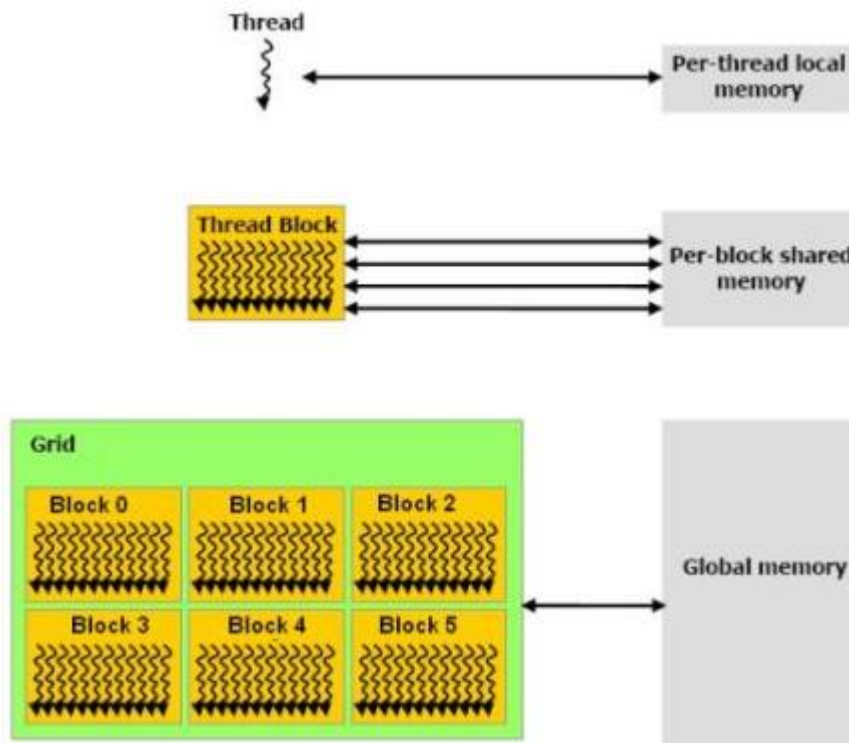 Thread
Per-thread local
memory
Thread Block
Per-block shared
memory
Grid
Block 0 Block 1 Block 2
Block 3 Block 4 Block 5
Global memory